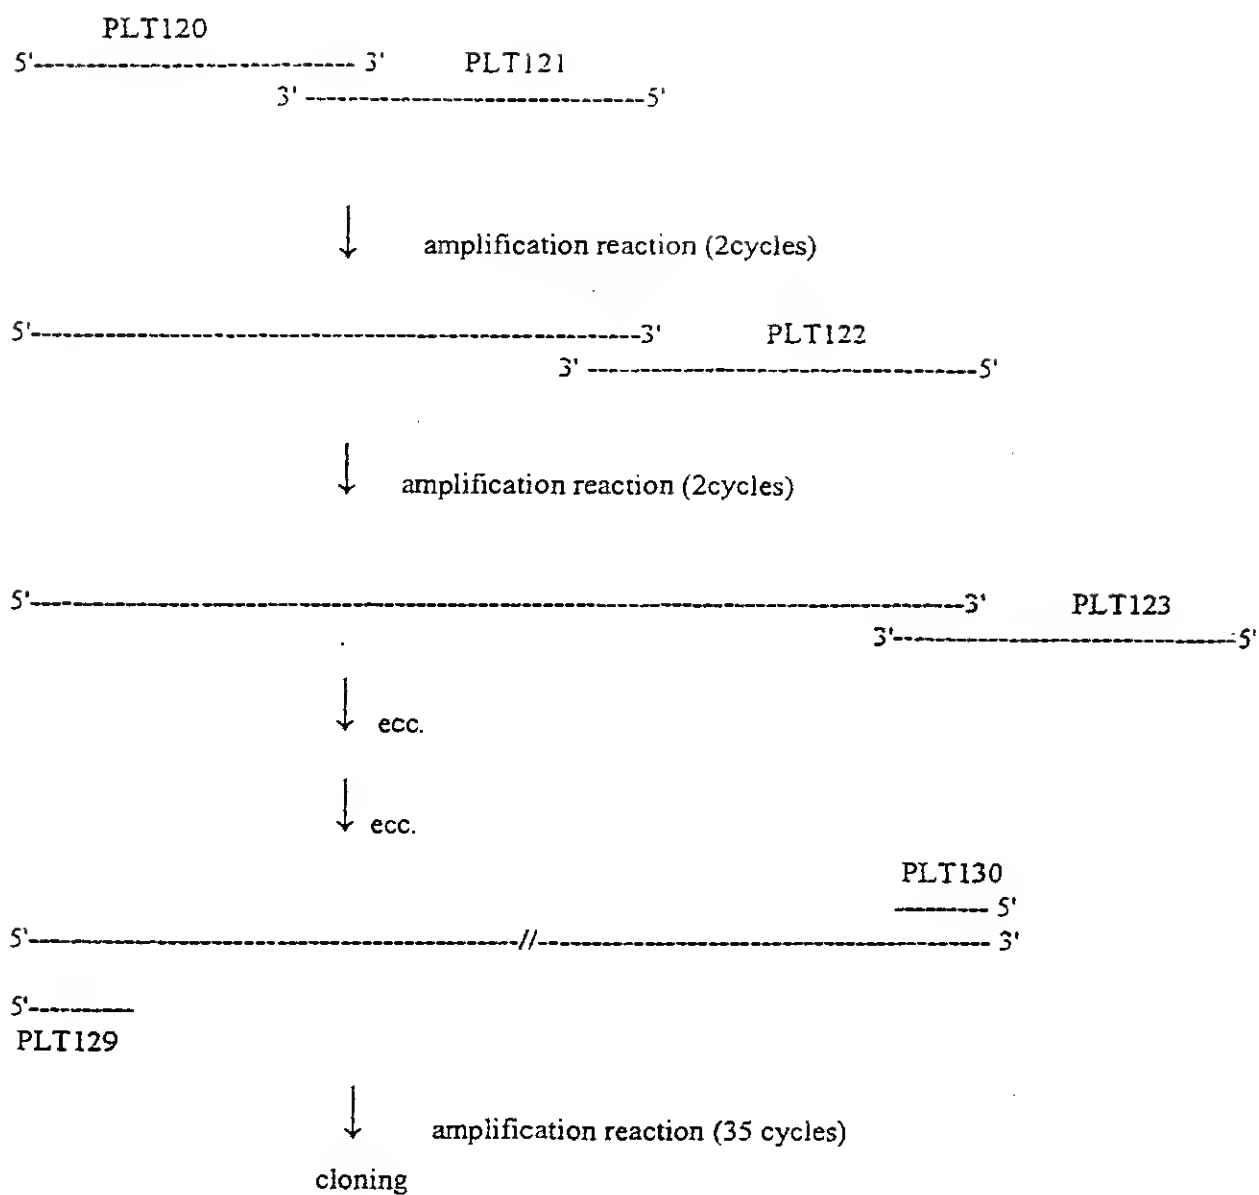 PLT120
5'---------------------------- 3' PLT121
3' ------------------------------5'
amplification reaction (2cycles)
5'------------------------------------------------------3' PLT122
3' ----------------------------------5'
amplification reaction (2cycles)
5'----------------------------------------------------------------------------------3' PLT123
3'------------------------------5'
ecc.
ecc.
PLT130
--------- 5'
5'-------------------------------------------//---------------------------------------- 3'
5'---------
PLT129
amplification reaction (35 cycles)
cloning